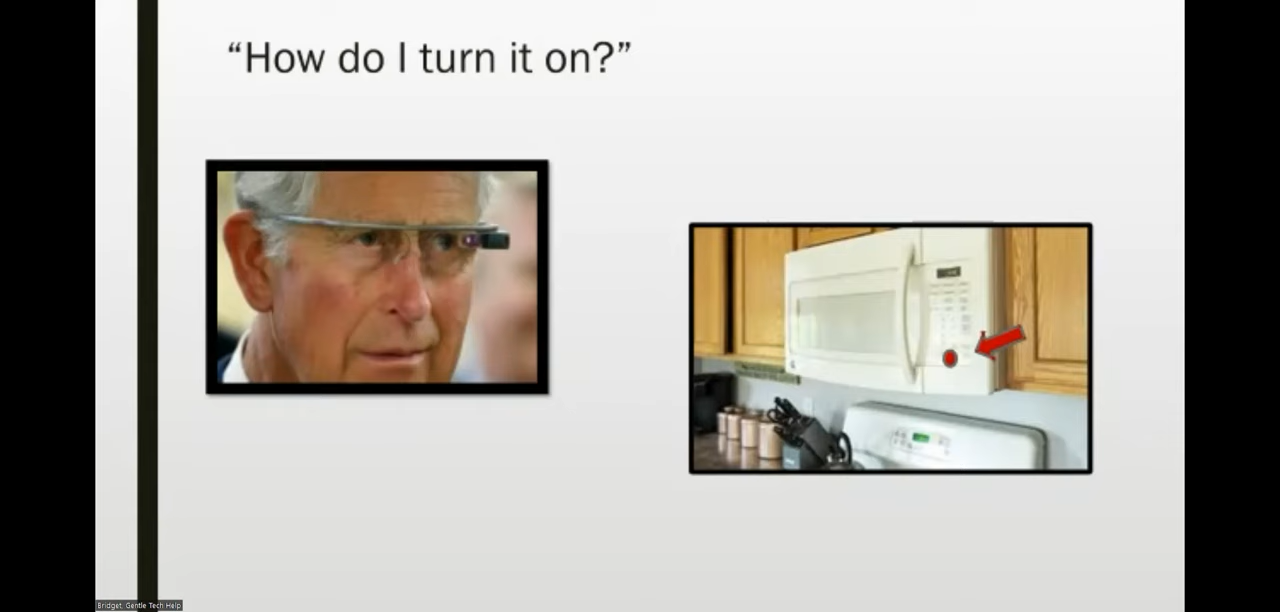 “How do I turn it on?”
Bridget, Gentle Tech Help